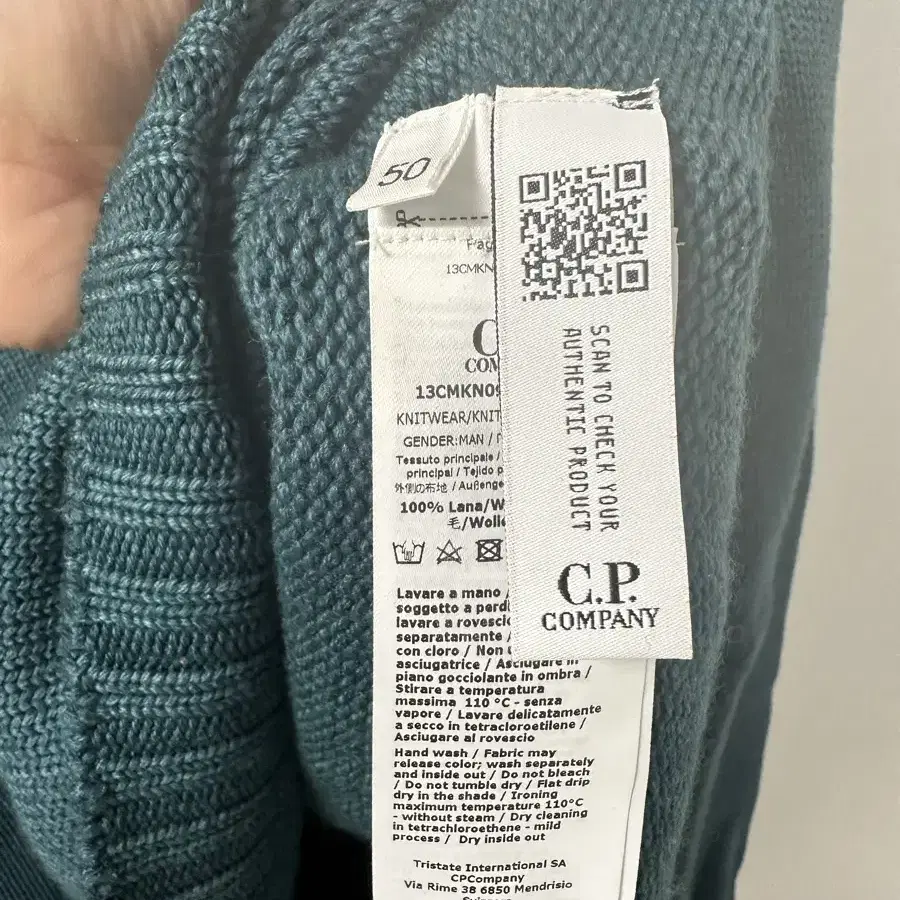 50
Frag
13CMKN
C
COM
13CMKN09
KNITWEAR/KNIT
GENDER:MAN /
Tessuto principale /
principal / Tejido p
外側の布地 / Außenge
100% Lana/W
毛/Wolle
Lavare a mano /
soggetto a perdi
lavare a rovescio
separatamente /
con cloro / Non
asciugatrice / Asciugare in
piano gocciolante in ombra /
Stirare a temperatura
massima 110 °C - senza
vapore / Lavare delicatamente
a secco in tetracloroetilene /
Asciugare al rovescio
Hand wash / Fabric may
release color; wash separately
and inside out / Do not bleach
/ Do not tumble dry / Flat drip
dry in the shade / Ironing
maximum temperature 110°C
- without steam / Dry cleaning
in tetrachloroethene - mild
process / Dry inside out
Tristate International SA
CPCompany
Via Rime 38 6850 Mendrisio
SCAN TO CHECK YOUR
AUTHENTIC PRODUCT
C.P.
COMPANY